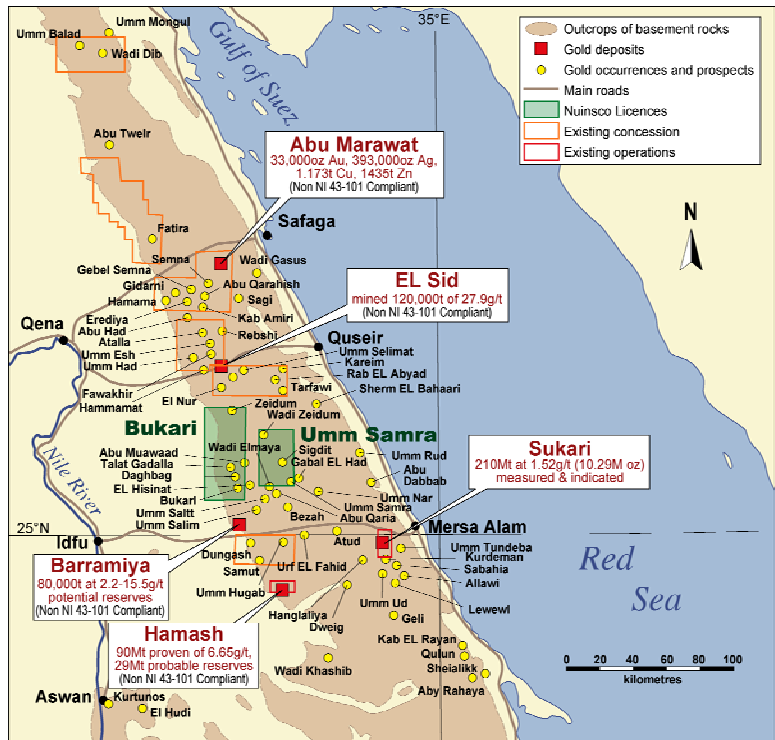 Umm Mongul
Umm Balad
Wadi Dib
Gulf of Suez
35°E
Outcrops of basement rocks
Gold deposits
Gold occurrences and prospects
Main roads
Nuinsco Licences
Existing concession
Existing operations
Abu Twelr
Abu Marawat
33,000oz Au, 393,000oz Ag,
1.173t Cu, 1435t Zn
(Non NI 43-101 Compliant)
N
Safaga
Fatira
Semna
Wadi Gasus
Gebel Semna
Gidarni
Abu Qarahish
Hamama
Sagi
EL Sid
mined 120,000t of 27.9g/t
(Non NI 43-101 Compliant)
Erediya
Kab Amiri
Qena
Abu Had
Rebshi
Atalla
Quseir
Umm Esh
Umm Selimat
Umm Had
Kareim
Rab EL Abyad
Tarfawi
Sherm EL Bahaari
Fawakhir
Hammamat
El Nur
Zeidum
Wadi Zeidum
Bukari
Umm Samra
Wadi Elmaya
Nile River
Abu Muawaad
Talat Gadalla
Daghbag
EL Hisinat
Bukari
Umm Saltt
Umm Salim
Sigdit
Gabal EL Had
Umm Rud
Abu
Dabbab
Umm Nar
Umm Samra
Abu Qaria
Bezah
Sukari
210Mt at 1.52g/t (10.29M oz)
measured & indicated
25°N
Idfu
Mersa Alam
Atud
Dungash
Samut
Urf EL Fahid
Umm Hugab
Umm Tundeba
Kurdeman
Sabahia
Allawi
Lewewl
Red
Sea
Barramiya
80,000t at 2.2-15.5g/t
potential reserves
(Non NI 43-101 Compliant)
Hanglaliya
Dweig
Umm Ud
Geli
Hamash
90Mt proven of 6.65g/t,
29Mt probable reserves
(Non NI 43-101 Compliant)
Kab EL Rayan
Qulun
Sheialikk
Aby Rahaya
Wadi Khashib
0 20 40 60 80 100
kilometres
Aswan
Kurtunos
El Hudi